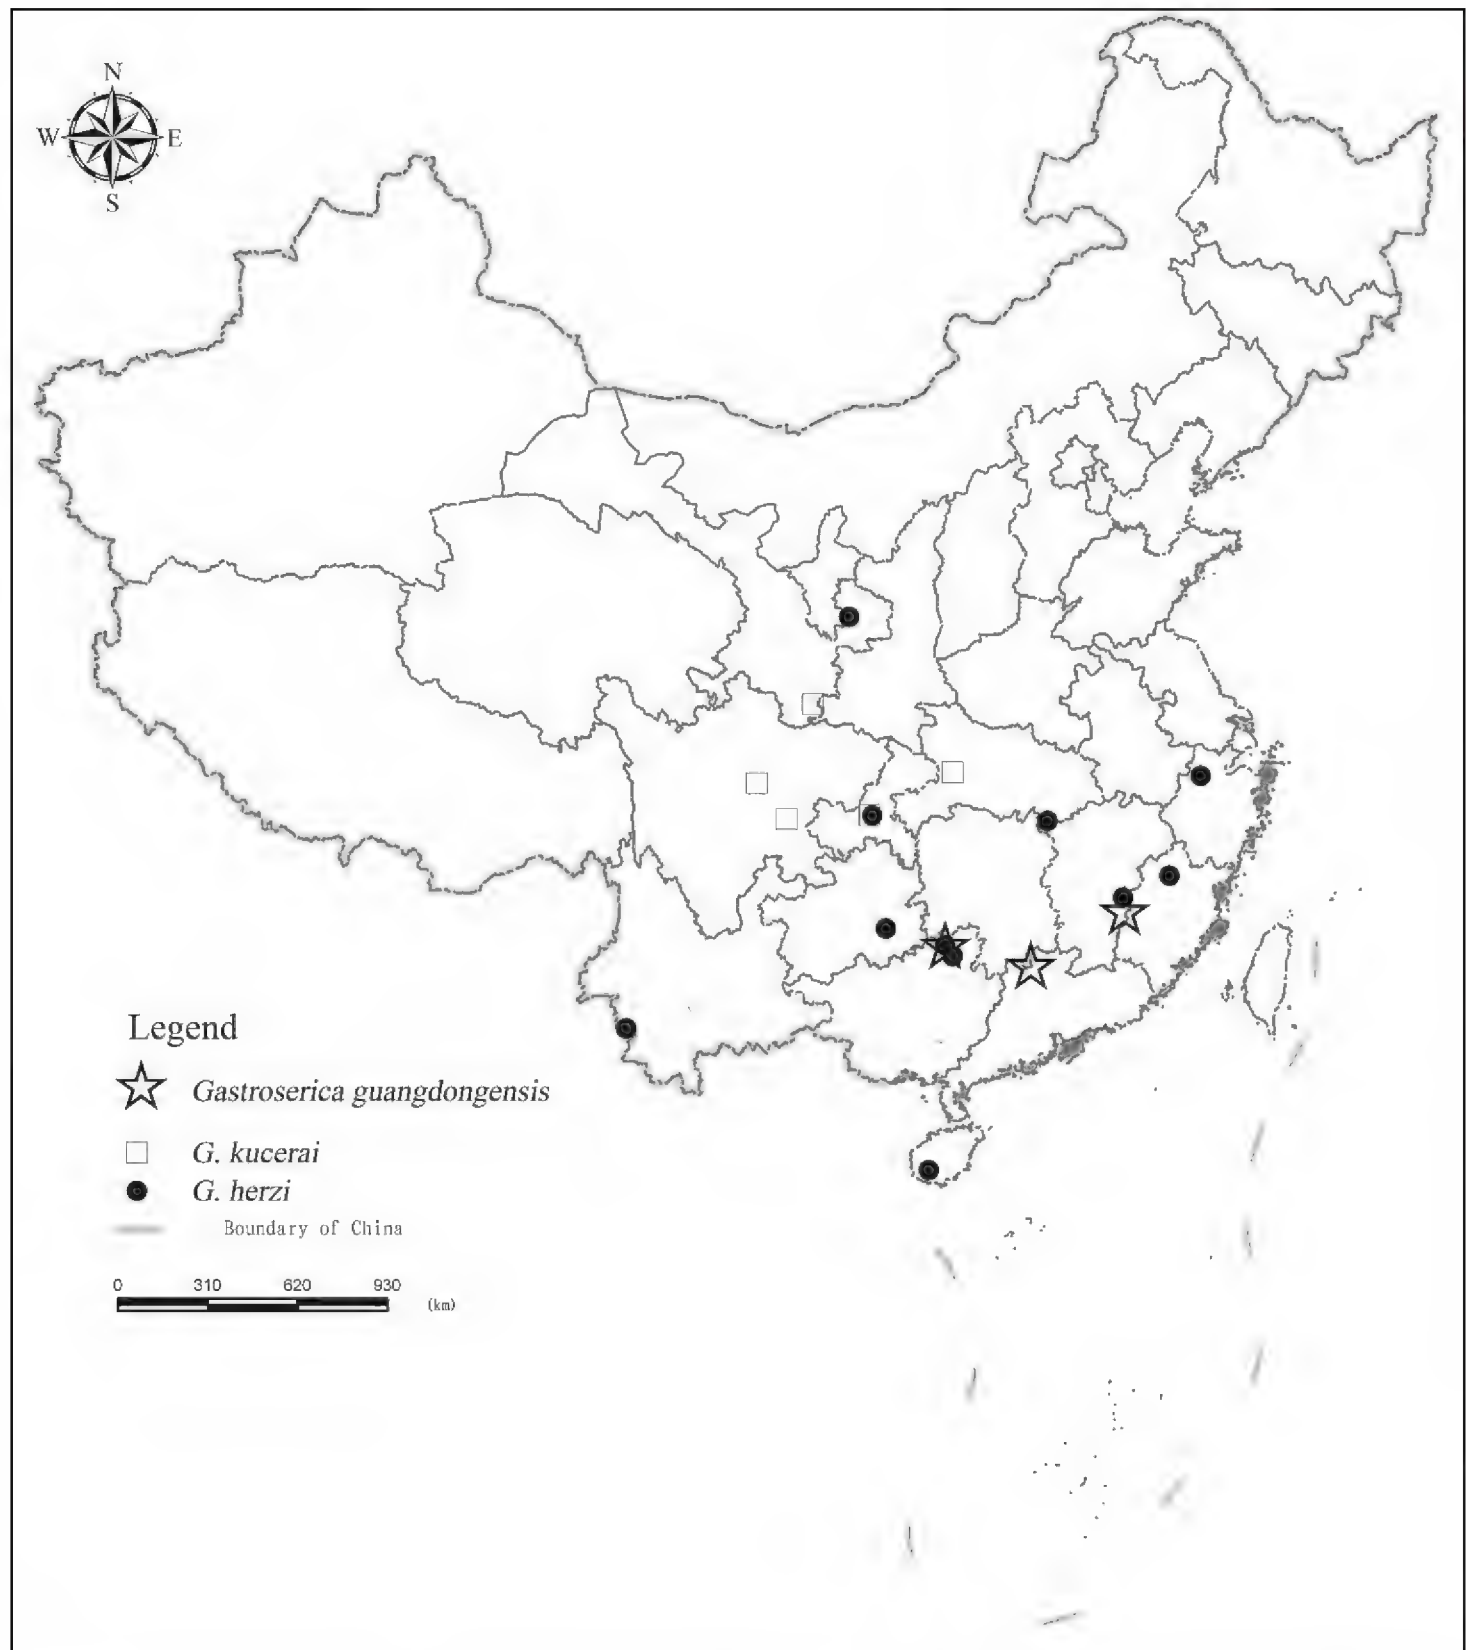 N
W E
S
Legend
Gastroserica guangdongensis
G. kucerai
G. herzi
Boundary of China
0 310 620 930
(km)